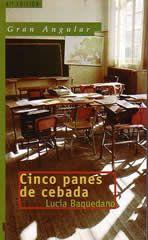 Gran Angular
Cinco panes
de cebada
Lucía Baquedano